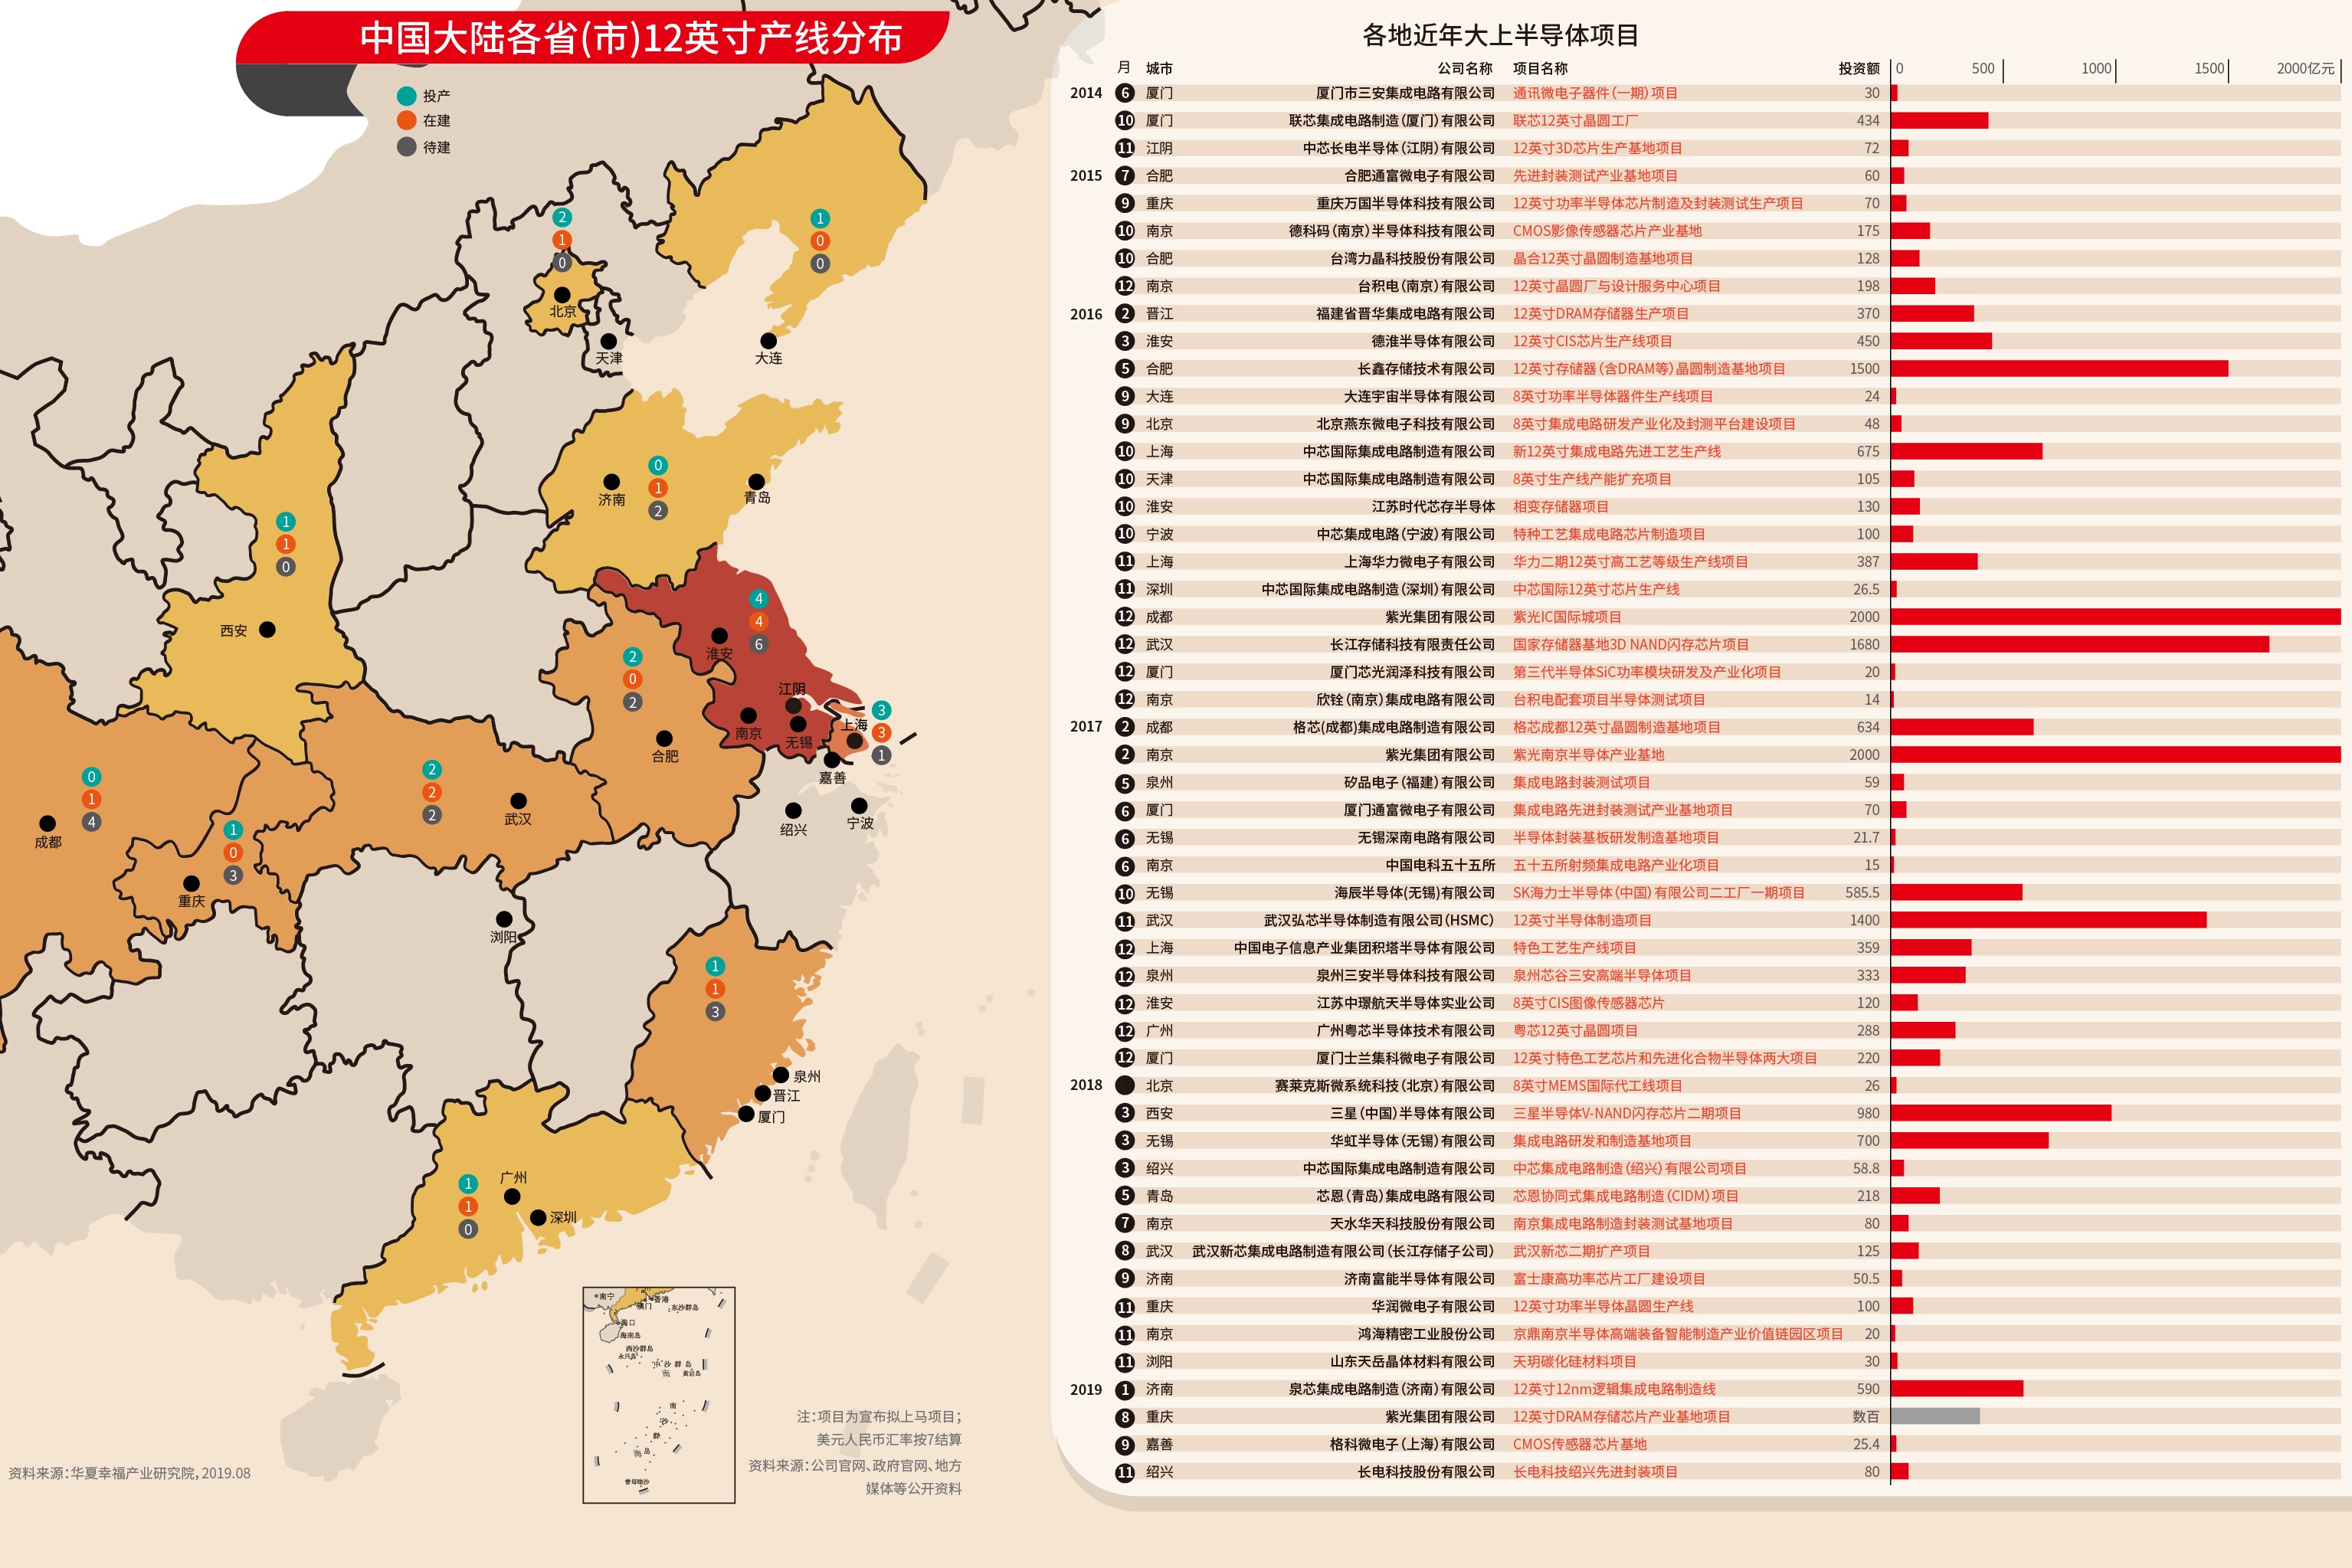 中国大陆各省(市)12英寸产线分布
投产
在建
待建
2
1
0
北京
天津
1
0
0
大连
0
1
2
济南
青岛
1
1
0
西安
4
4
6
淮安
江阴
南京
无锡
2
0
2
合肥
3
3
1
上海
嘉善
绍兴
宁波
0
1
4
成都
1
0
3
重庆
2
2
2
武汉
浏阳
1
1
3
泉州
晋江
厦门
1
1
0
广州
深圳
南宁
香港
澳门
东沙群岛
海口
海南岛
西沙群岛
永兴岛
中沙群岛
黄岩岛
南
海
南
沙
群
岛
曾母暗沙
注:项目为宣布拟上马项目;
美元人民币汇率按7结算
资料来源:公司官网、政府官网、地方
媒体等公开资料
资料来源:华夏幸福产业研究院,2019.08
各地近年大上半导体项目
月 城市 公司名称 项目名称 投资额 0 500 1000 1500 2000亿元
2014 6 厦门 厦门市三安集成电路有限公司 通讯微电子器件(一期)项目 30
10 厦门 联芯集成电路制造(厦门)有限公司 联芯12英寸晶圆工厂 434
11 江阴 中芯长电半导体(江阴)有限公司 12英寸3D芯片生产基地项目 72
2015 7 合肥 合肥通富微电子有限公司 先进封装测试产业基地项目 60
9 重庆 重庆万国半导体科技有限公司 12英寸功率半导体芯片制造及封装测试生产项目 70
10 南京 德科码(南京)半导体科技有限公司 CMOS影像传感器芯片产业基地 175
10 合肥 台湾力晶科技股份有限公司 晶合12英寸晶圆制造基地项目 128
12 南京 台积电(南京)有限公司 12英寸晶圆厂与设计服务中心项目 198
2016 2 晋江 福建省晋华集成电路有限公司 12英寸DRAM存储器生产项目 370
3 淮安 德淮半导体有限公司 12英寸CIS芯片生产线项目 450
5 合肥 长鑫存储技术有限公司 12英寸存储器(含DRAM等)晶圆制造基地项目 1500
9 大连 大连宇宙半导体有限公司 8英寸功率半导体器件生产线项目 24
9 北京 北京燕东微电子科技有限公司 8英寸集成电路研发产业化及封测平台建设项目 48
10 上海 中芯国际集成电路制造有限公司 新12英寸集成电路先进工艺生产线 675
10 天津 中芯国际集成电路制造有限公司 8英寸生产线产能扩充项目 105
10 淮安 江苏时代芯存半导体 相变存储器项目 130
10 宁波 中芯集成电路(宁波)有限公司 特种工艺集成电路芯片制造项目 100
11 上海 上海华力微电子有限公司 华力二期12英寸高工艺等级生产线项目 387
11 深圳 中芯国际集成电路制造(深圳)有限公司 中芯国际12英寸芯片生产线 26.5
12 成都 紫光集团有限公司 紫光IC国际城项目 2000
12 武汉 长江存储科技有限责任公司 国家存储器基地3D NAND闪存芯片项目 1680
12 厦门 厦门芯光润泽科技有限公司 第三代半导体SiC功率模块研发及产业化项目 20
12 南京 欣铨(南京)集成电路有限公司 台积电配套项目半导体测试项目 14
2017 2 成都 格芯(成都)集成电路制造有限公司 格芯成都12英寸晶圆制造基地项目 634
2 南京 紫光集团有限公司 紫光南京半导体产业基地 2000
5 泉州 矽品电子(福建)有限公司 集成电路封装测试项目 59
6 厦门 厦门通富微电子有限公司 集成电路先进封装测试产业基地项目 70
6 无锡 无锡深南电路有限公司 半导体封装基板研发制造基地项目 21.7
6 南京 中国电科五十五所 五十五所射频集成电路产业化项目 15
10 无锡 海辰半导体(无锡)有限公司 SK海力士半导体(中国)有限公司二工厂一期项目 585.5
11 武汉 武汉弘芯半导体制造有限公司(HSMC) 12英寸半导体制造项目 1400
12 上海 中国电子信息产业集团积塔半导体有限公司 特色工艺生产线项目 359
12 泉州 泉州三安半导体科技有限公司 泉州芯谷三安高端半导体项目 333
12 淮安 江苏中璟航天半导体实业公司 8英寸CIS图像传感器芯片 120
12 广州 广州粤芯半导体技术有限公司 粤芯12英寸晶圆项目 288
12 厦门 厦门士兰集科微电子有限公司 12英寸特色工艺芯片和先进化合物半导体两大项目 220
2018 北京 赛莱克斯微系统科技(北京)有限公司 8英寸MEMS国际代工线项目 26
3 西安 三星(中国)半导体有限公司 三星半导体V-NAND闪存芯片二期项目 980
3 无锡 华虹半导体(无锡)有限公司 集成电路研发和制造基地项目 700
3 绍兴 中芯国际集成电路制造有限公司 中芯集成电路制造(绍兴)有限公司项目 58.8
5 青岛 芯恩(青岛)集成电路有限公司 芯恩协同式集成电路制造(CIDM)项目 218
7 南京 天水华天科技股份有限公司 南京集成电路制造封装测试基地项目 80
8 武汉 武汉新芯集成电路制造有限公司(长江存储子公司) 武汉新芯二期扩产项目 125
9 济南 济南富能半导体有限公司 富士康高功率芯片工厂建设项目 50.5
11 重庆 华润微电子有限公司 12英寸功率半导体晶圆生产线 100
11 南京 鸿海精密工业股份公司 京鼎南京半导体高端装备智能制造产业价值链园区项目 20
11 浏阳 山东天岳晶体材料有限公司 天玥碳化硅材料项目 30
2019 1 济南 泉芯集成电路制造(济南)有限公司 12英寸12nm逻辑集成电路制造线 590
8 重庆 紫光集团有限公司 12英寸DRAM存储芯片产业基地项目 数百
9 嘉善 格科微电子(上海)有限公司 CMOS传感器芯片基地 25.4
11 绍兴 长电科技股份有限公司 长电科技绍兴先进封装项目 80